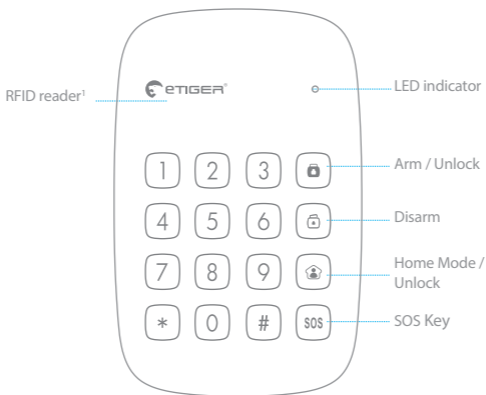 eTIGER®
RFID reader¹
LED indicator
1 2 3
Arm / Unlock
4 5 6
Disarm
7 8 9
Home Mode /
Unlock
* 0 # SOS
SOS Key